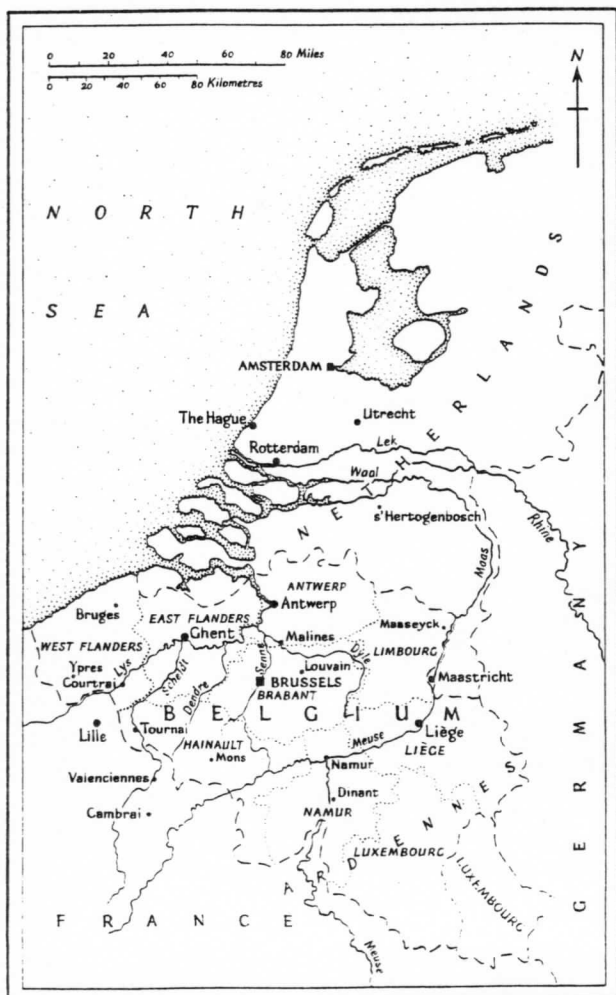 0 20 40 60 80 Miles
0 20 40 60 80 Kilometres
N
NORTH
SEA
NETHERLANDS
AMSTERDAM
The Hague
Utrecht
Lek
Rotterdam
Waal
s'Hertogenbosch
Rhine
Maas
GERMANY
ANTWERP
Antwerp
Bruges
EAST FLANDERS
Ghent
Malines
Maaseyck
WEST FLANDERS
Senne
Dyle
LIMBOURG
Ypres
Lys
Louvain
Courtrai
Scheldt
Dendre
BRUSSELS
Maastricht
BRABANT
BELGIUM
Lille
Tournai
Liège
HAINAULT
Meuse
LIÈGE
Mons
Namur
Valenciennes
Dinant
Cambrai
NAMUR
ARDENNES
LUXEMBOURG
LUXEMBOURG
FRANCE
Meuse